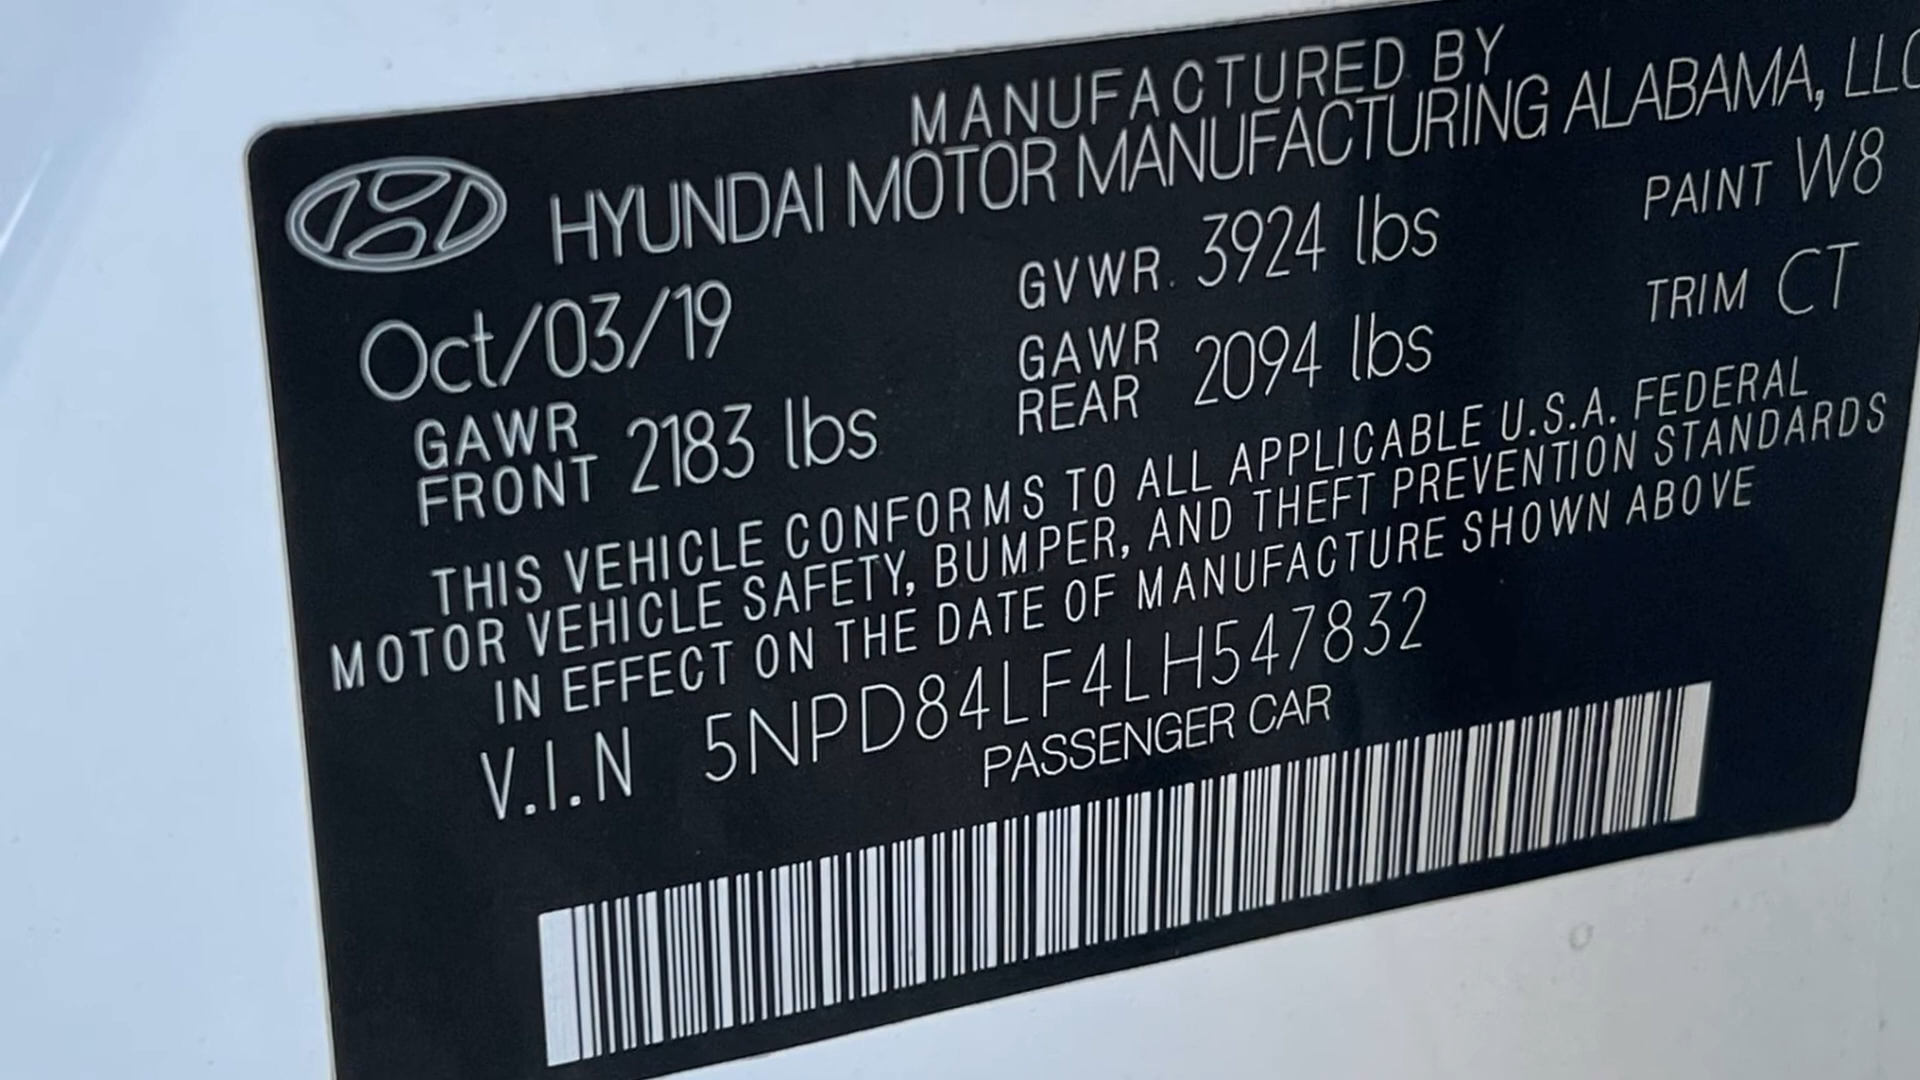 MANUFACTURED BY
HYUNDAI MOTOR MANUFACTURING ALABAMA, LLC
Oct/03/19 GVWR. 3924 lbs PAINT W8
GAWR FRONT 2183 lbs GAWR REAR 2094 lbs TRIM CT
THIS VEHICLE CONFORMS TO ALL APPLICABLE U.S.A. FEDERAL
MOTOR VEHICLE SAFETY, BUMPER, AND THEFT PREVENTION STANDARDS
IN EFFECT ON THE DATE OF MANUFACTURE SHOWN ABOVE
V.I.N 5NPD84LF4LH547832
PASSENGER CAR